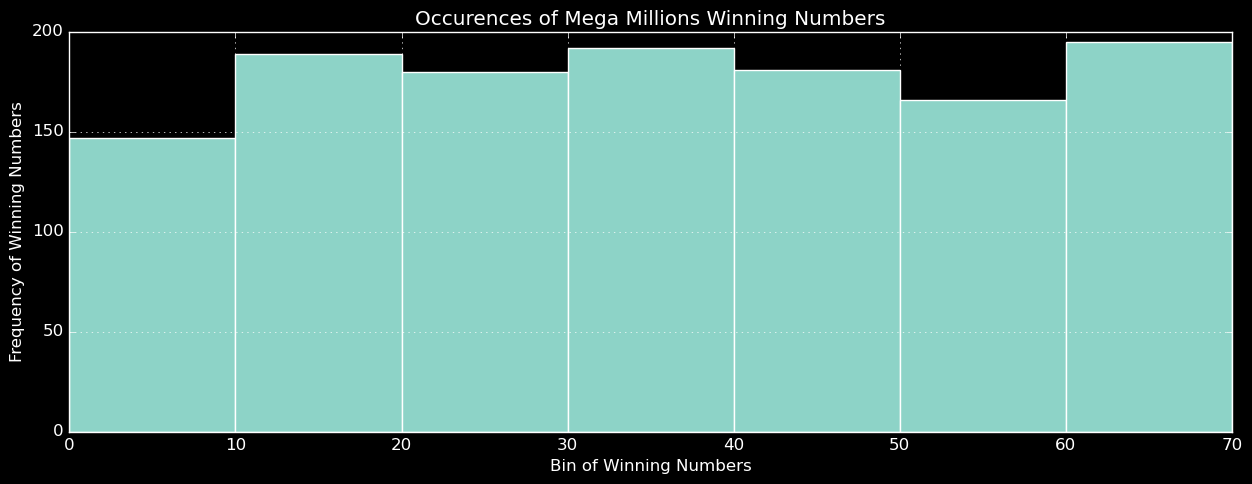 Occurences of Mega Millions Winning Numbers
200
150
100
50
0
Frequency of Winning Numbers
0 10 20 30 40 50 60 70
Bin of Winning Numbers